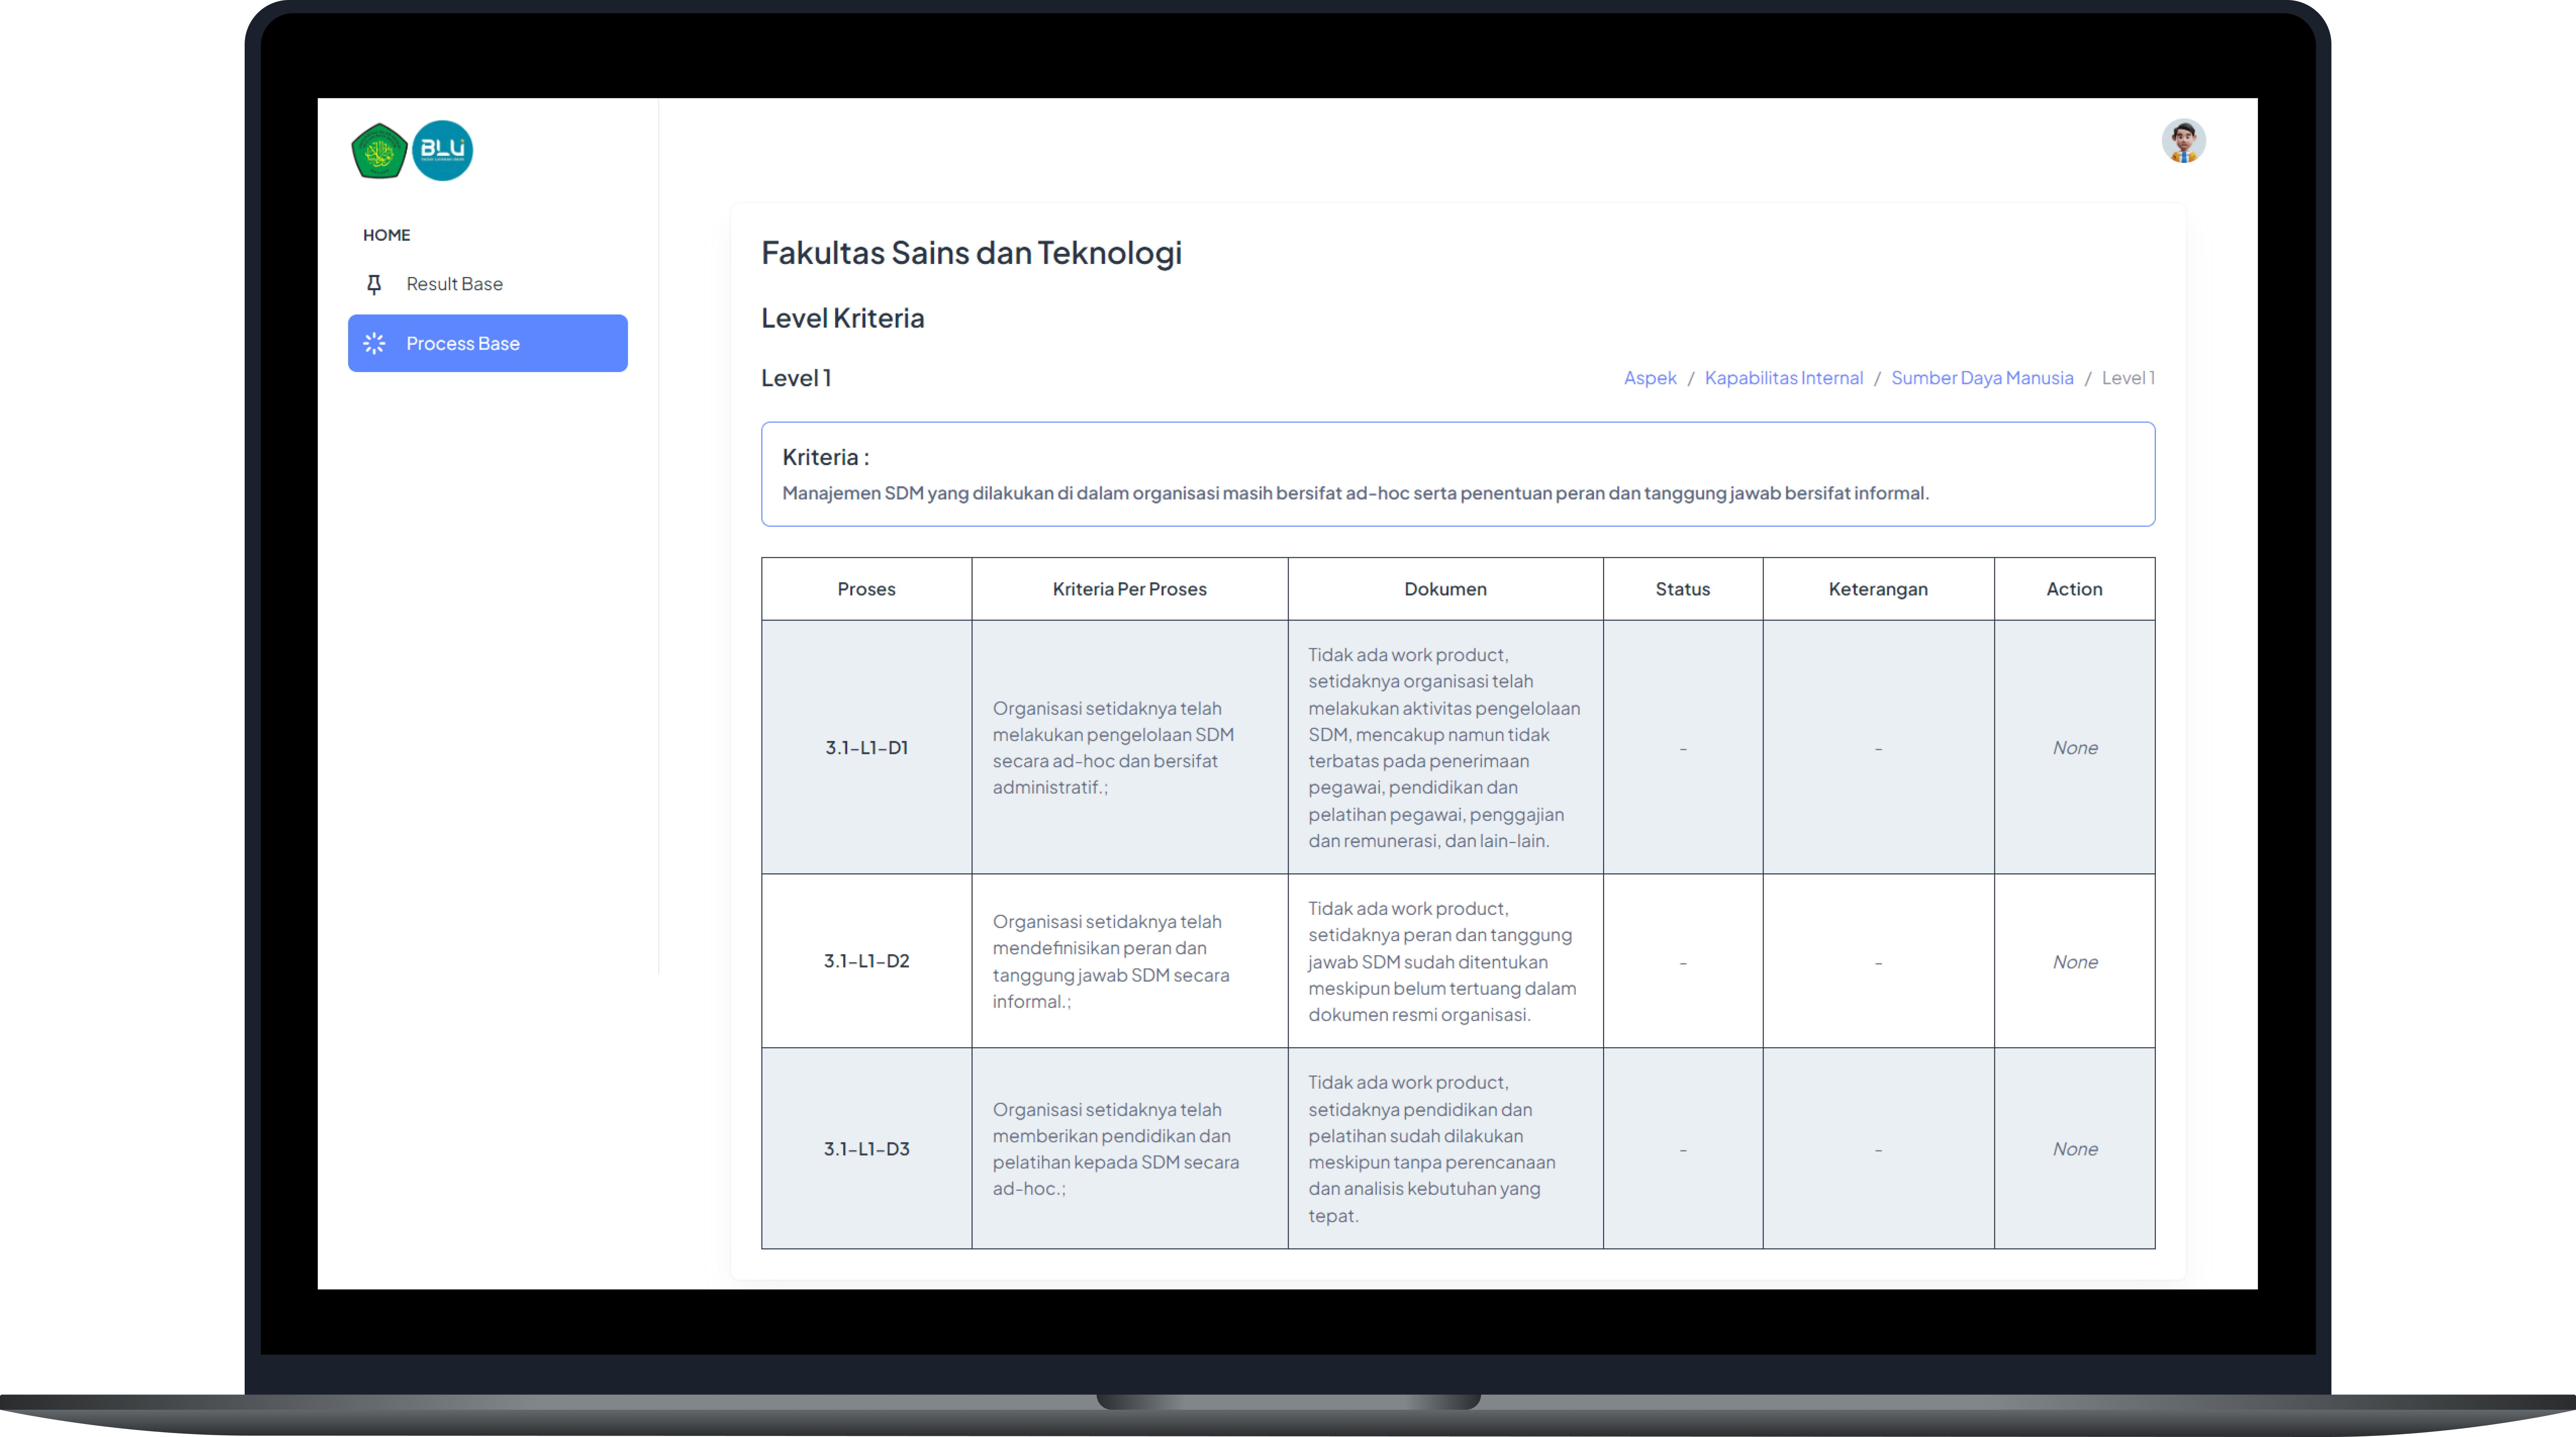 BLU
HOME
Result Base
Process Base
Fakultas Sains dan Teknologi
Level Kriteria
Level 1
Aspek / Kapabilitas Internal / Sumber Daya Manusia / Level 1
Kriteria :
Manajemen SDM yang dilakukan di dalam organisasi masih bersifat ad-hoc serta penentuan peran dan tanggung jawab bersifat informal.
Proses Kriteria Per Proses Dokumen Status Keterangan Action
3.1-L1-D1
Organisasi setidaknya telah
melakukan pengelolaan SDM
secara ad-hoc dan bersifat
administratif.;
Tidak ada work product,
setidaknya organisasi telah
melakukan aktivitas pengelolaan
SDM, mencakup namun tidak
terbatas pada penerimaan
pegawai, pendidikan dan
pelatihan pegawai, penggajian
dan remunerasi, dan lain-lain.
-
-
None
3.1-L1-D2
Organisasi setidaknya telah
mendefinisikan peran dan
tanggung jawab SDM secara
informal.;
Tidak ada work product,
setidaknya peran dan tanggung
jawab SDM sudah ditentukan
meskipun belum tertuang dalam
dokumen resmi organisasi.
-
-
None
3.1-L1-D3
Organisasi setidaknya telah
memberikan pendidikan dan
pelatihan kepada SDM secara
ad-hoc.;
Tidak ada work product,
setidaknya pendidikan dan
pelatihan sudah dilakukan
meskipun tanpa perencanaan
dan analisis kebutuhan yang
tepat.
-
-
None